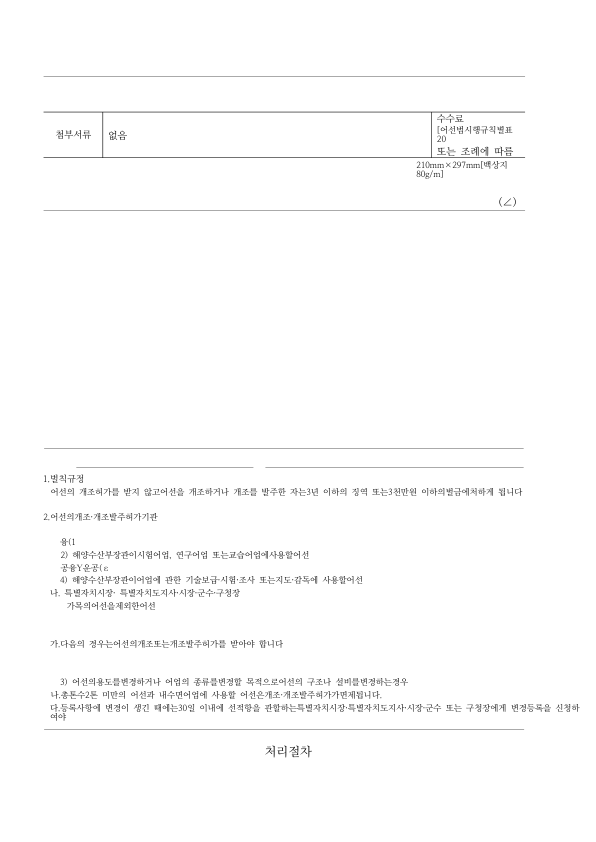 첨부서류
없음
수수료
[어선법시행규칙별표
20
또는 조례에 따름
210mm×297mm[백상지
80g/m]
(∠)
1.벌칙규정
어선의 개조허가를 받지 않고어선을 개조하거나 개조를 발주한 자는3년 이하의 징역 또는3천만원 이하의벌금에처하게 됩니다
2.어선의개조·개조발주허가기관
용(1
2) 해양수산부장관이시험어업, 연구어업 또는교습어업에사용할어선
공용Y운공(ε
4) 해양수산부장관이어업에 관한 기술보급·시험·조사 또는지도·감독에 사용할어선
나. 특별자치시장· 특별자치도지사·시장·군수·구청장
가목의어선을제외한어선
가.다음의 경우는어선의개조또는개조발주허가를 받아야 합니다
3) 어선의용도를변경하거나 어업의 종류를변경할 목적으로어선의 구조나 설비를변경하는경우
나.총톤수2톤 미만의 어선과 내수면어업에 사용할 어선은개조·개조발주허가가면제됩니다.
다.등록사항에 변경이 생긴 때에는30일 이내에 선적항을 관할하는특별자치시장·특별자치도지사·시장·군수 또는 구청장에게 변경등록을 신청하
여야
처리절차